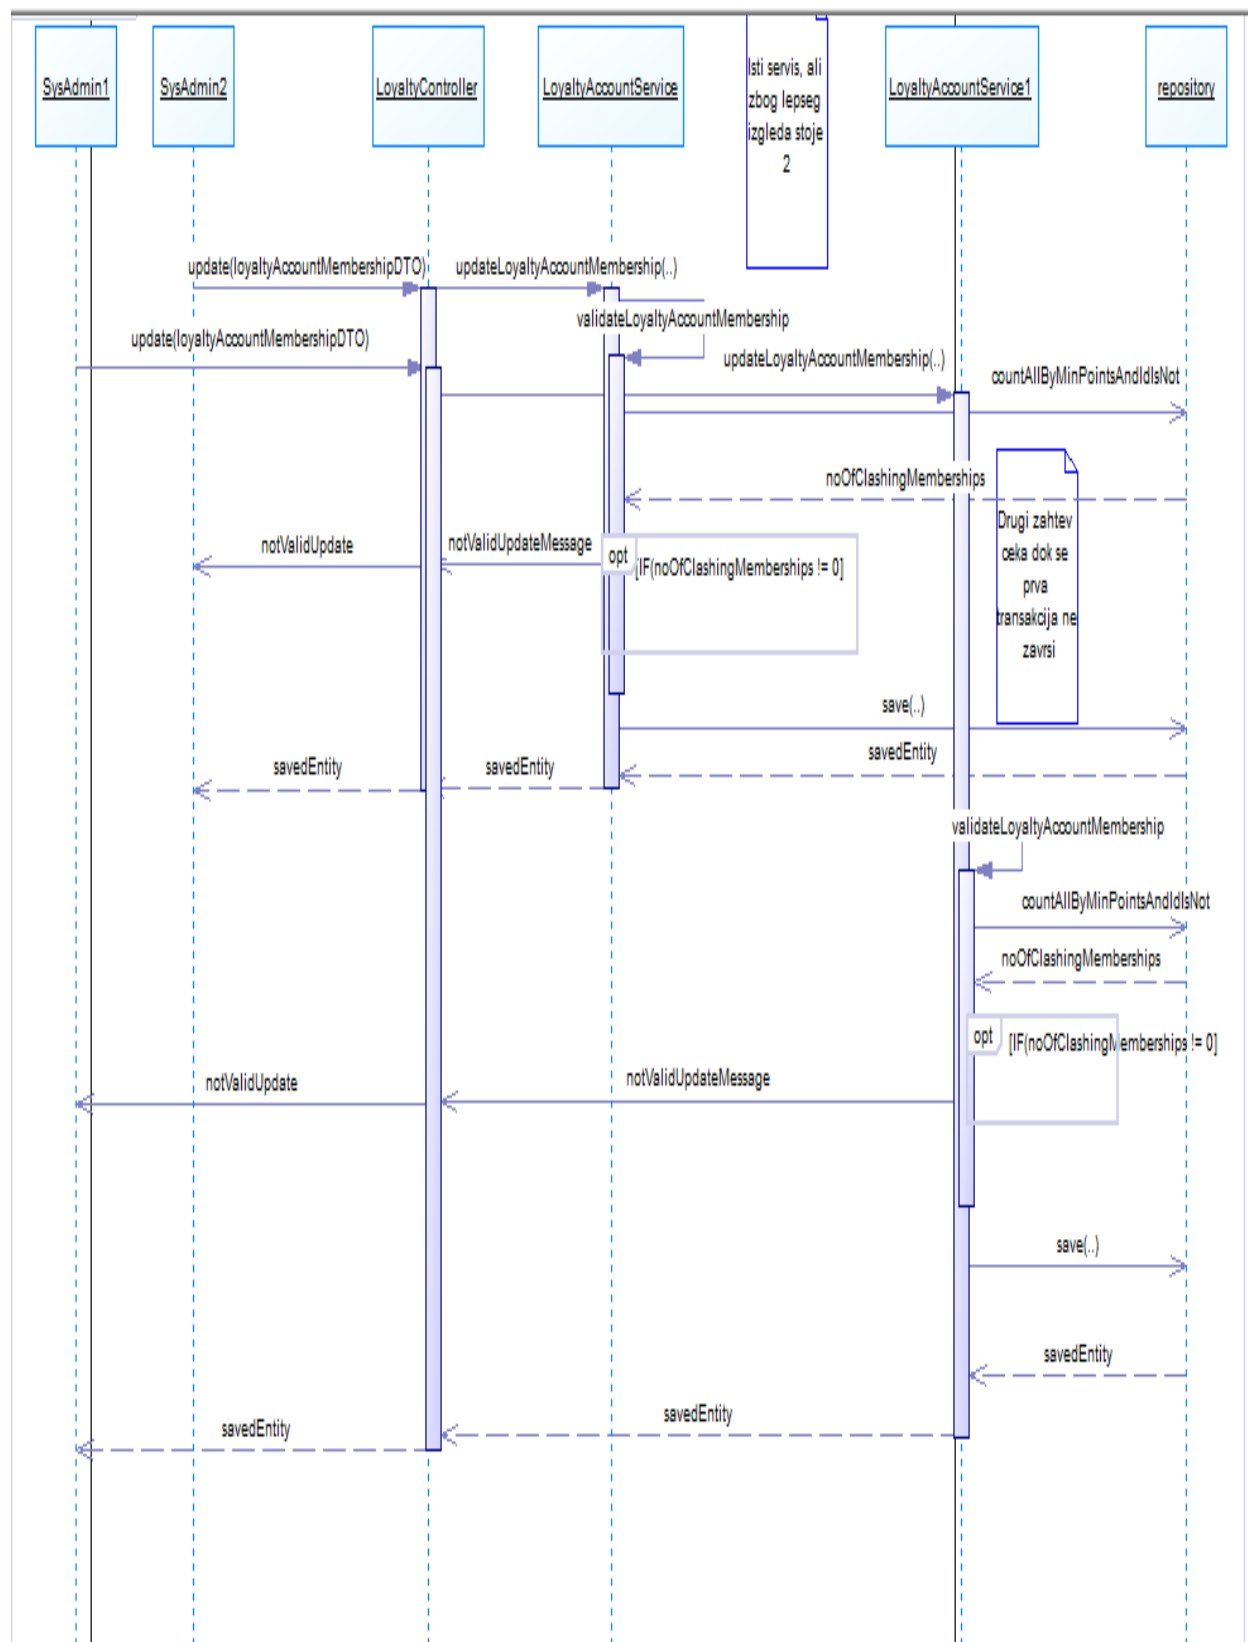 SysAdmin1
SysAdmin2
LoyaltyController
LoyaltyAccountService
Isti servis, ali
zbog lepseg
izgleda stoje
2
LoyaltyAccountService1
repository
update(loyaltyAccountMembershipDTO)
updateLoyaltyAccountMembership(..)
validateLoyaltyAccountMembership
update(loyaltyAccountMembershipDTO)
updateLoyaltyAccountMembership(..)
countAllByMinPointsAndIdIsNot
noOfClashingMemberships
Drugi zahtev
ceka dok se
prva
transakcija ne
zavrsi
notValidUpdate
notValidUpdateMessage
opt
[IF(noOfClashingMemberships != 0]
save(..)
savedEntity
savedEntity
savedEntity
validateLoyaltyAccountMembership
countAllByMinPointsAndIdIsNot
noOfClashingMemberships
opt
[IF(noOfClashingMemberships != 0]
notValidUpdate
notValidUpdateMessage
save(..)
savedEntity
savedEntity
savedEntity